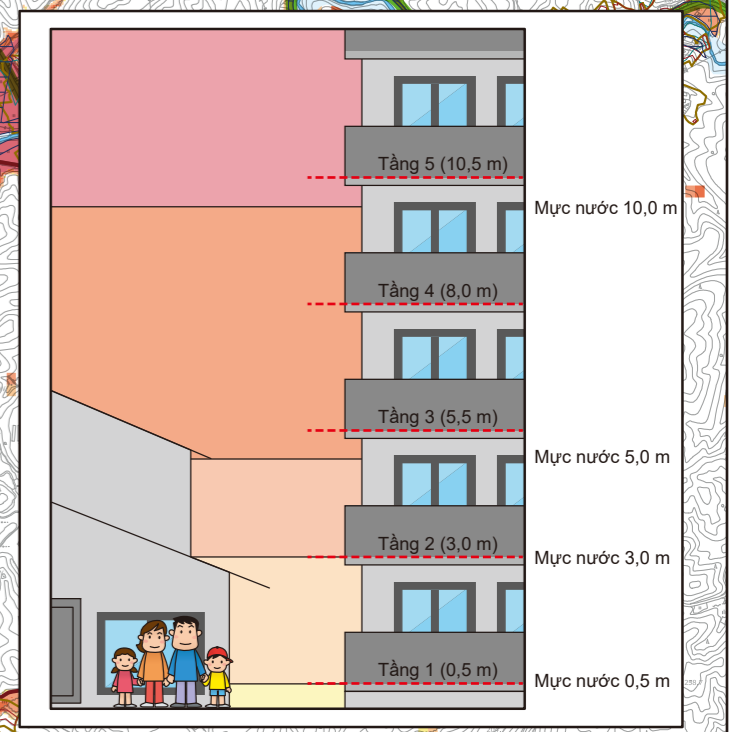 Tầng 5 (10,5 m)
Mực nước 10,0 m
Tầng 4 (8,0 m)
Tầng 3 (5,5 m)
Mực nước 5,0 m
Tầng 2 (3,0 m)
Mực nước 3,0 m
Tầng 1 (0,5 m)
Mực nước 0,5 m